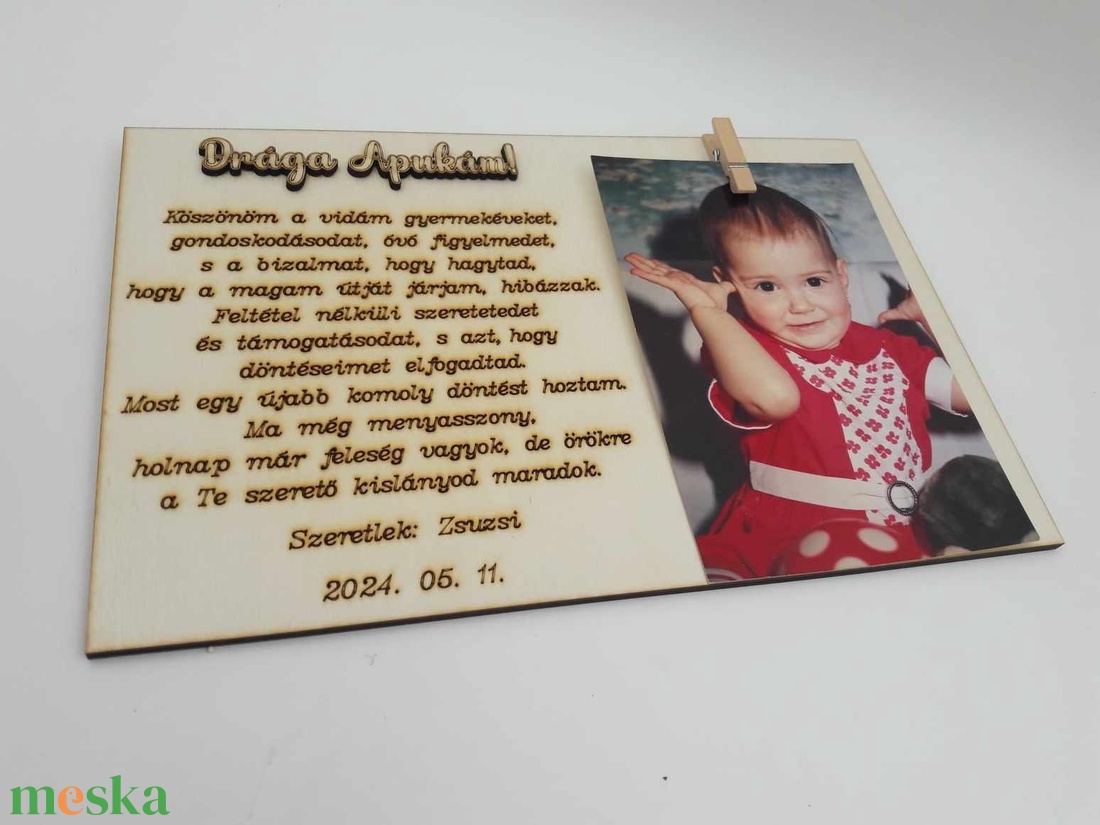 Drága Apukám!
Köszönöm a vidám gyermekéveket,
gondoskodásodat, óvó figyelmedet,
s a bizalmat, hogy hagytad,
hogy a magam útját járjam, hibázzak.
Feltétel nélküli szeretetedet
és támogatásodat, s azt, hogy
döntéseimet elfogadtad.
Most egy újabb komoly döntést hoztam.
Ma még menyasszony,
holnap már feleség vagyok, de örökre
a Te szerető kislányod maradok.
Szeretlek: Zsuzsi
2024. 05. 11.
meska